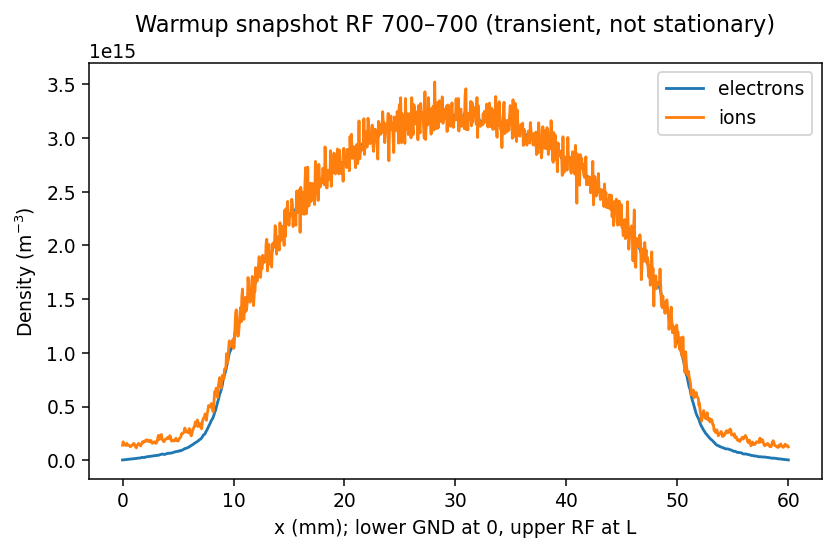 Warmup snapshot RF 700–700 (transient, not stationary)
1e15
electrons
ions
3.5
3.0
2.5
2.0
1.5
1.0
0.5
0.0
Density (m⁻³)
0
10
20
30
40
50
60
x (mm); lower GND at 0, upper RF at L